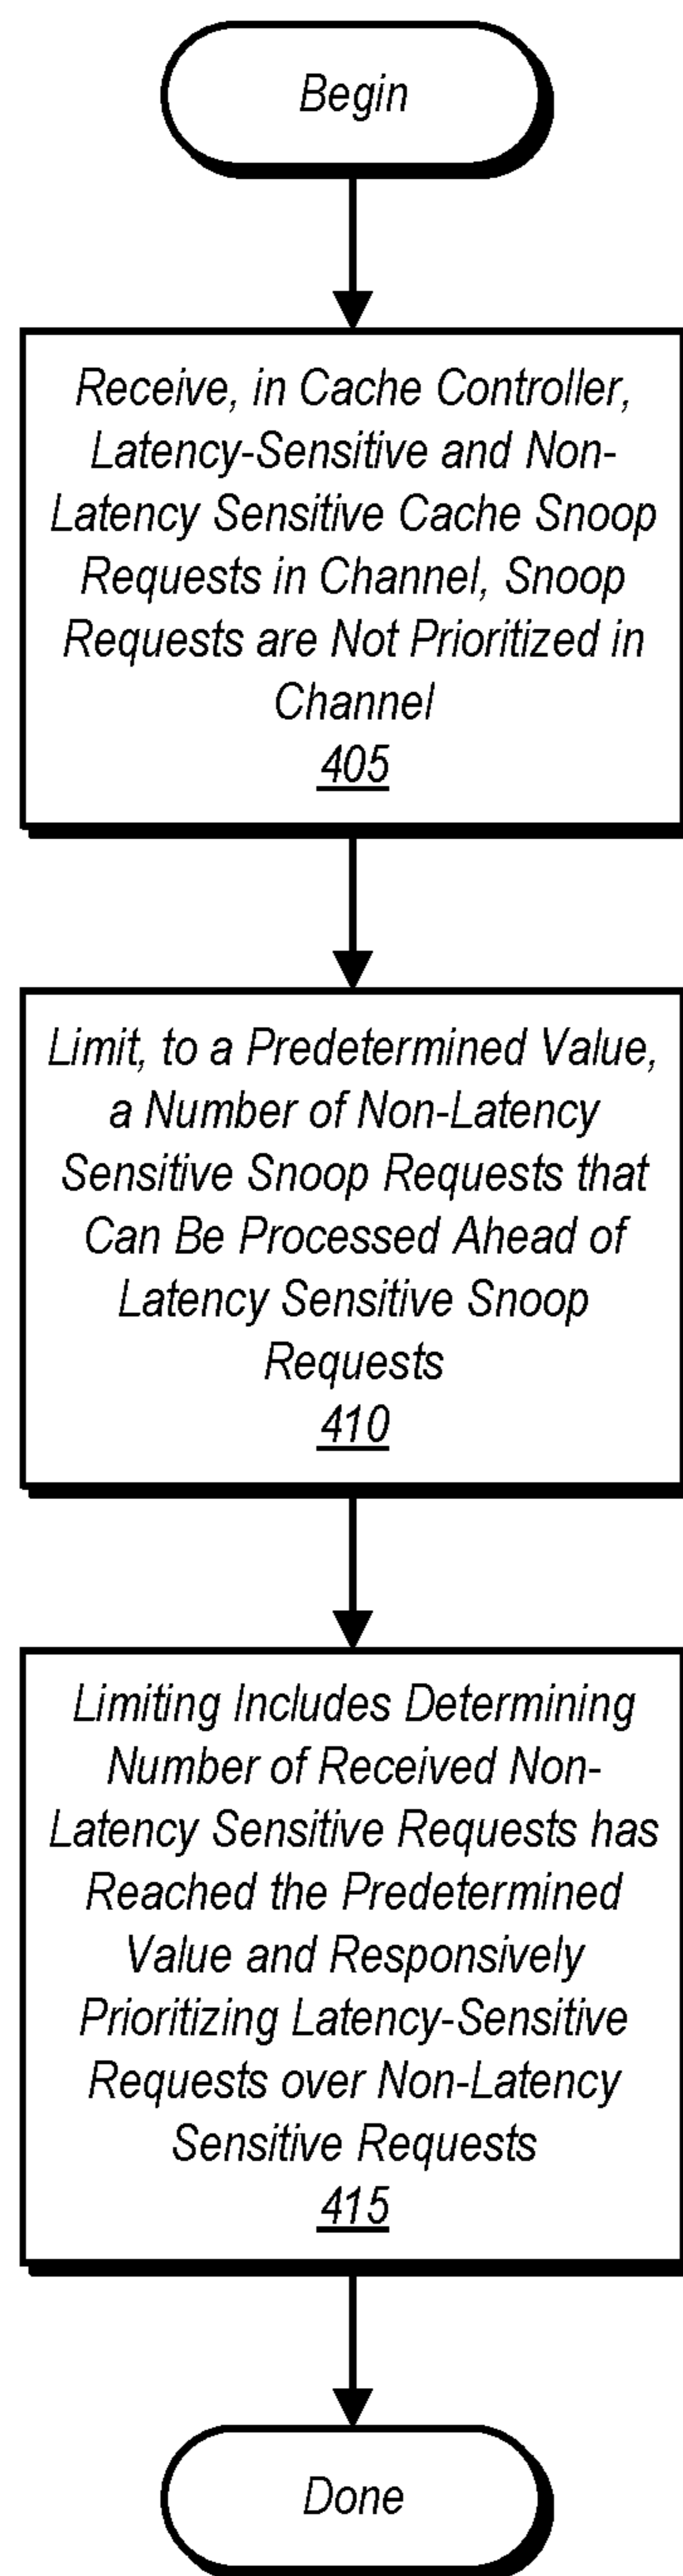 Begin
Receive, in Cache Controller,
Latency-Sensitive and Non-
Latency Sensitive Cache Snoop
Requests in Channel, Snoop
Requests are Not Prioritized in
Channel
405
Limit, to a Predetermined Value,
a Number of Non-Latency
Sensitive Snoop Requests that
Can Be Processed Ahead of
Latency Sensitive Snoop
Requests
410
Limiting Includes Determining
Number of Received Non-
Latency Sensitive Requests has
Reached the Predetermined
Value and Responsively
Prioritizing Latency-Sensitive
Requests over Non-Latency
Sensitive Requests
415
Done